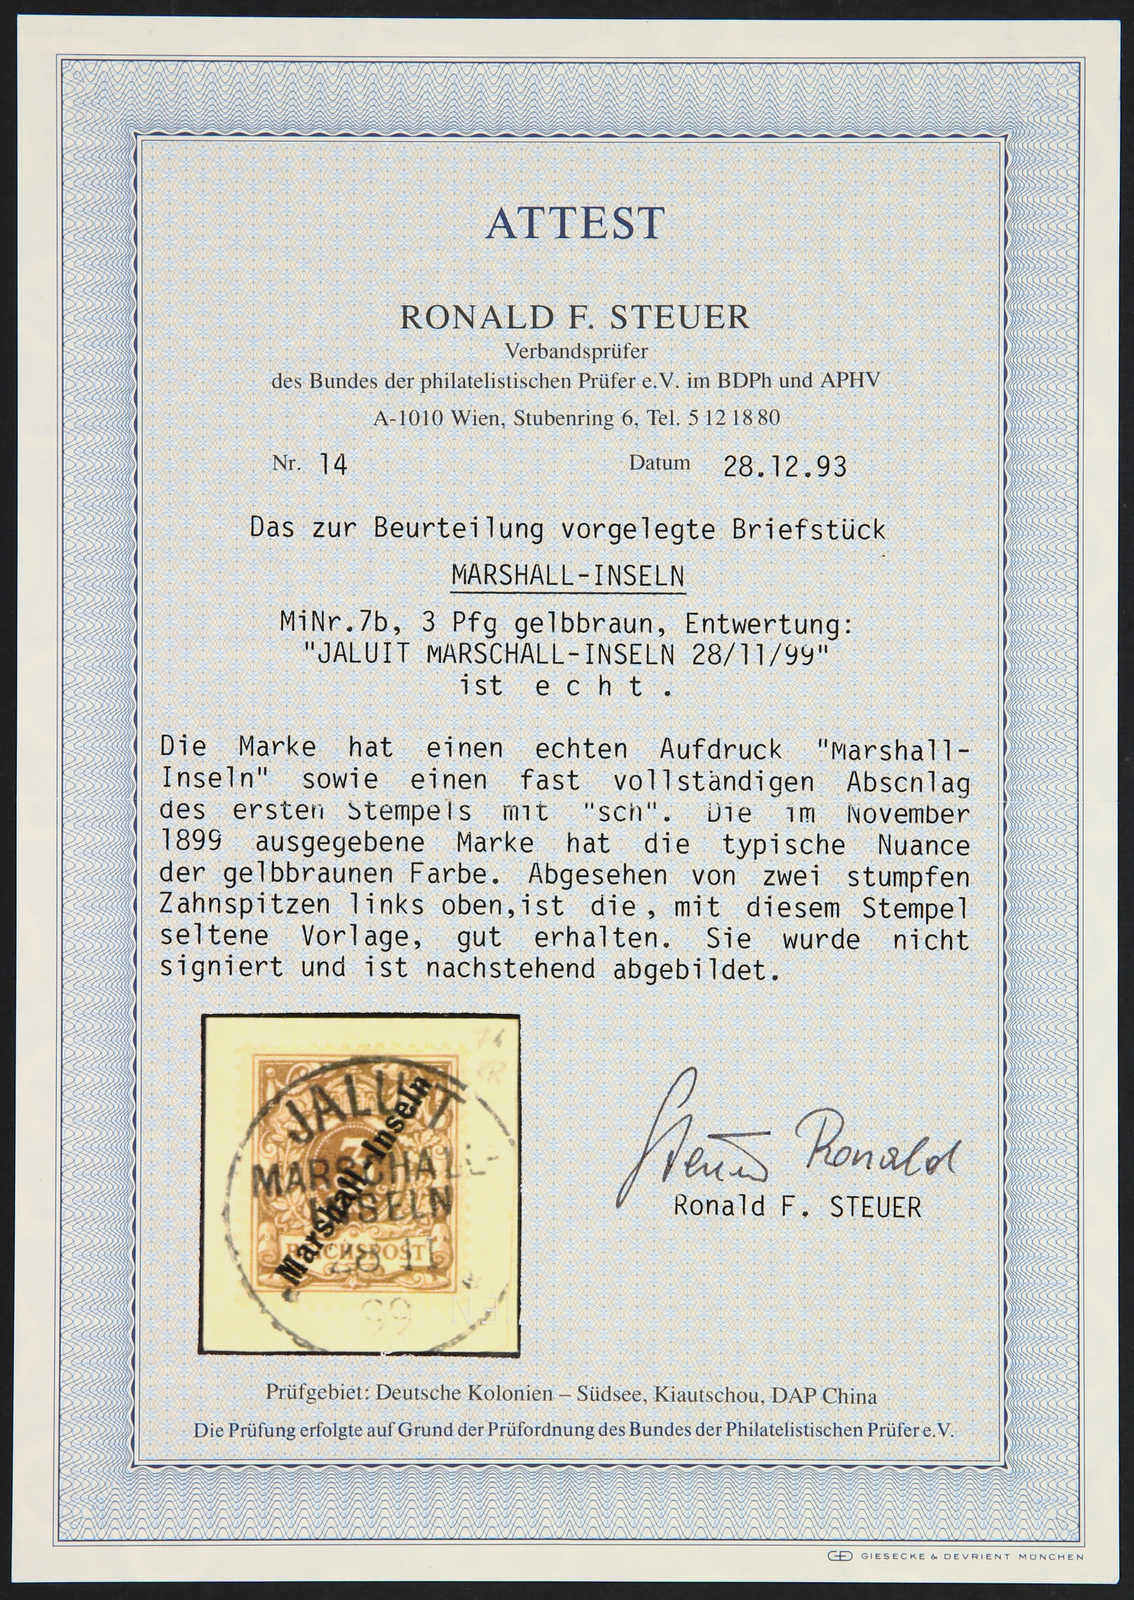 ATTEST
RONALD F. STEUER
Verbandsprüfer
des Bundes der philatelistischen Prüfer e.V. im BDPh und APHV
A-1010 Wien, Stubenring 6, Tel. 5 12 18 80
Nr. 14 Datum 28.12.93
Das zur Beurteilung vorgelegte Briefstück
MARSHALL-INSELN
MiNr.7b, 3 Pfg gelbbraun, Entwertung:
"JALUIT MARSCHALL-INSELN 28/11/99"
ist e c h t .
Die Marke hat einen echten Aufdruck "Marshall-
Inseln" sowie einen fast vollständigen Abschlag
des ersten Stempels mit "sch". Die im November
1899 ausgegebene Marke hat die typische Nuance
der gelbbraunen Farbe. Abgesehen von zwei stumpfen
Zahnspitzen links oben, ist die, mit diesem Stempel
seltene Vorlage, gut erhalten. Sie wurde nicht
signiert und ist nachstehend abgebildet.
JALUIT
MARSCHALL-
INSELN
28 11
99
Marshall-Inseln
REICHSPOST
Steuer Ronald
Ronald F. STEUER
Prüfgebiet: Deutsche Kolonien – Südsee, Kiautschou, DAP China
Die Prüfung erfolgte auf Grund der Prüfordnung des Bundes der Philatelistischen Prüfer e.V.
GIESECKE & DEVRIENT MÜNCHEN